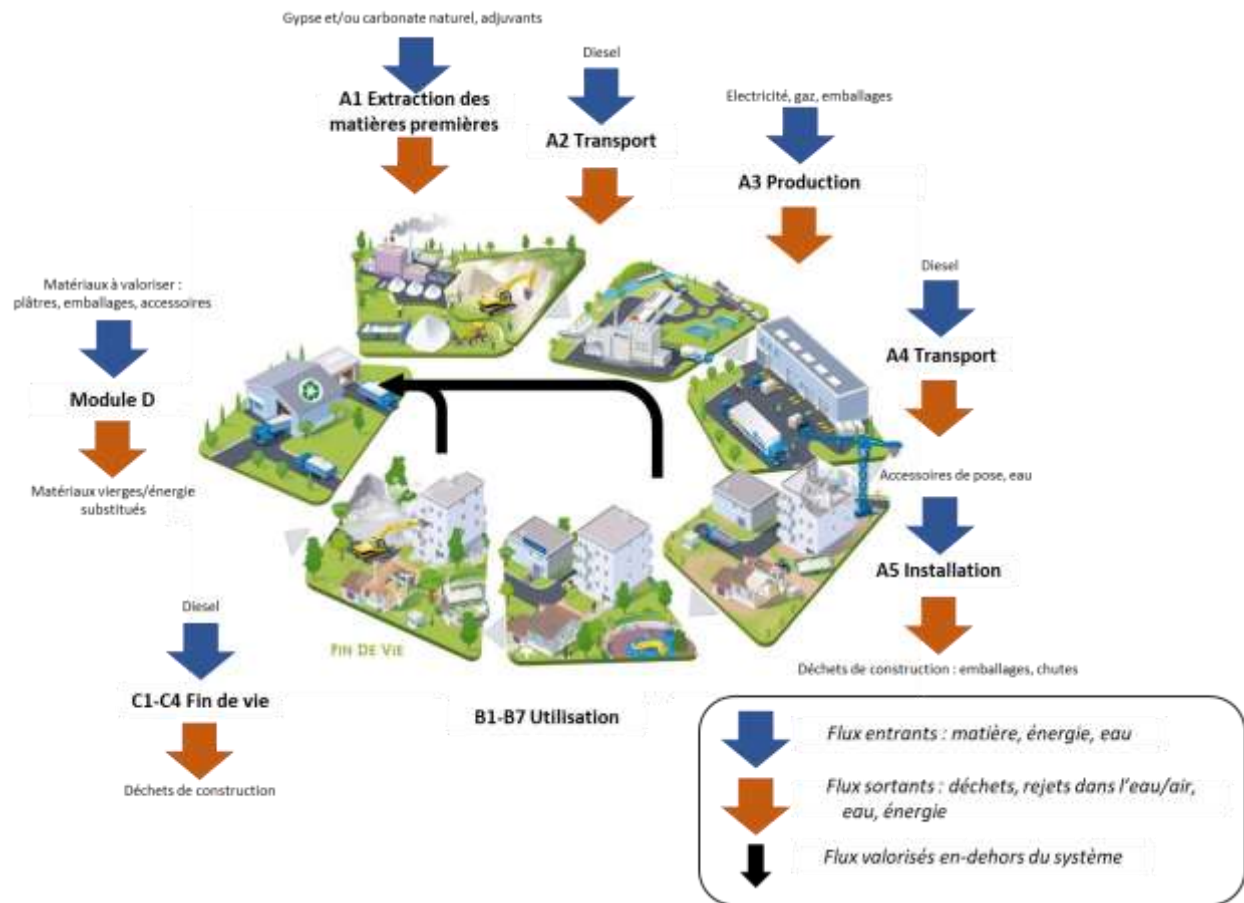 Gypse et/ou carbonate naturel, adjuvants
A1 Extraction des
matières premières
Diesel
A2 Transport
Electricité, gaz, emballages
A3 Production
Diesel
A4 Transport
Accessoires de pose, eau
A5 Installation
Déchets de construction : emballages, chutes
Matériaux à valoriser :
plâtres, emballages, accessoires
Module D
Matériaux vierges/énergie
substitués
FIN DE VIE
Diesel
C1-C4 Fin de vie
Déchets de construction
B1-B7 Utilisation
Flux entrants : matière, énergie, eau
Flux sortants : déchets, rejets dans l'eau/air,
eau, énergie
Flux valorisés en-dehors du système